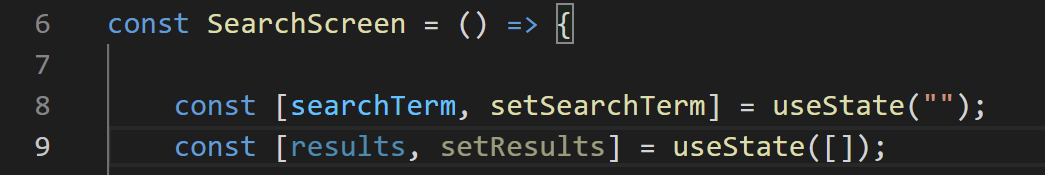 6 const SearchScreen = () => {
7
8 const [searchTerm, setSearchTerm] = useState("");
9 const [results, setResults] = useState([]);